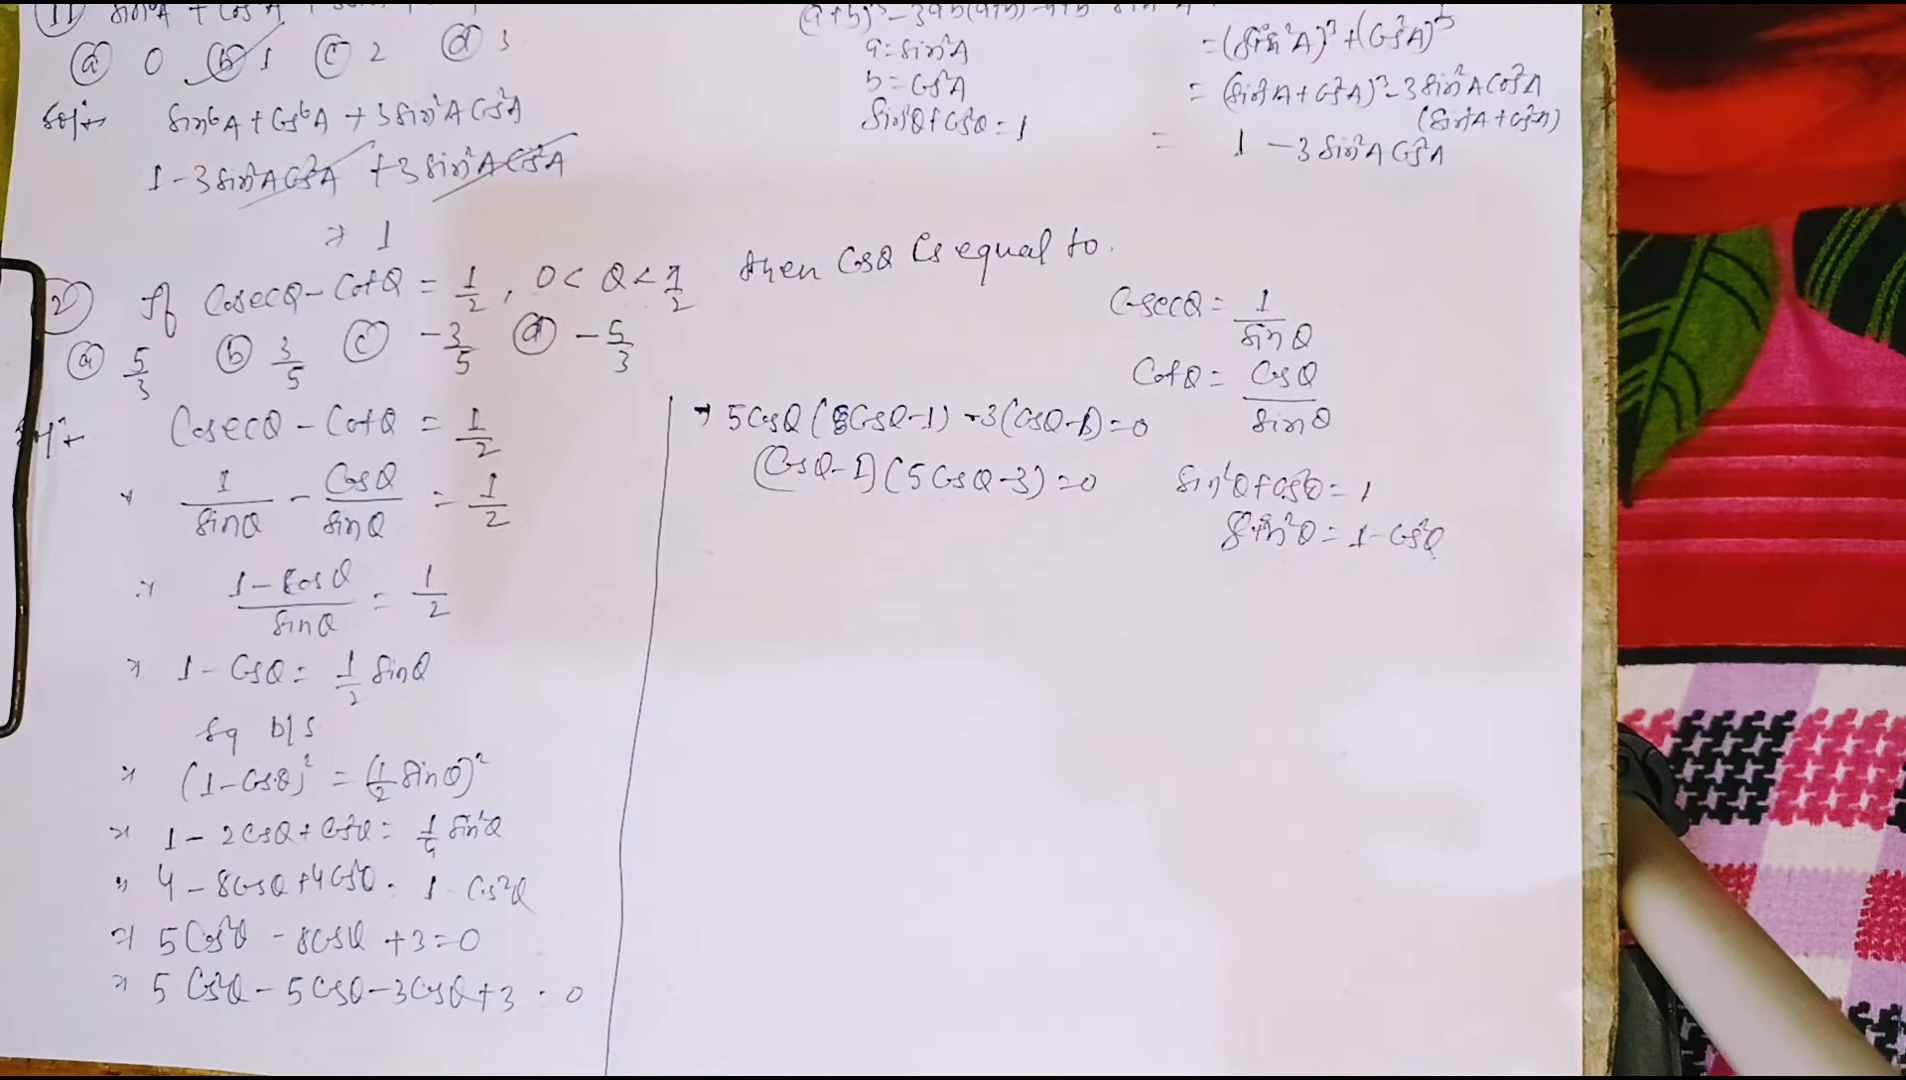 (a) 0 (b) 1 (c) 2 (d) 3
Sol:- Sin⁶A + Cos⁶A + 3Sin²A Cos²A
1 - 3Sin²A Cos²A + 3Sin²A Cos²A
⇒ 1
a = Sin²A
b = Cos²A
Sin²θ + Cos²θ = 1
= (Sin²A)³ + (Cos²A)³
= (Sin²A + Cos²A)³ - 3Sin²A Cos²A
(Sin²A + Cos²A)
= 1 - 3Sin²A Cos²A
(2) If Cosecθ - Cotθ = 1/2, 0 < θ < π/2 then Cosθ is equal to.
(a) 5/3 (b) 3/5 (c) -3/5 (d) -5/3
Cosecθ - Cotθ = 1/2
⇒ 1/Sinθ - Cosθ/Sinθ = 1/2
⇒ 1 - Cosθ/Sinθ = 1/2
⇒ 1 - Cosθ = 1/2 Sinθ
Sq b/s
⇒ (1 - Cosθ)² = (1/2 Sinθ)²
⇒ 1 - 2Cosθ + Cos²θ = 1/4 Sin²θ
⇒ 4 - 8Cosθ + 4Cos²θ = 1 - Cos²θ
⇒ 5Cos²θ - 8Cosθ + 3 = 0
⇒ 5Cos²θ - 5Cosθ - 3Cosθ + 3 = 0
⇒ 5Cosθ (Cosθ - 1) - 3(Cosθ - 1) = 0
(Cosθ - 1)(5Cosθ - 3) = 0
Cosecθ = 1/Sinθ
Cotθ = Cosθ/Sinθ
Sin²θ + Cos²θ = 1
Sin²θ = 1 - Cos²θ